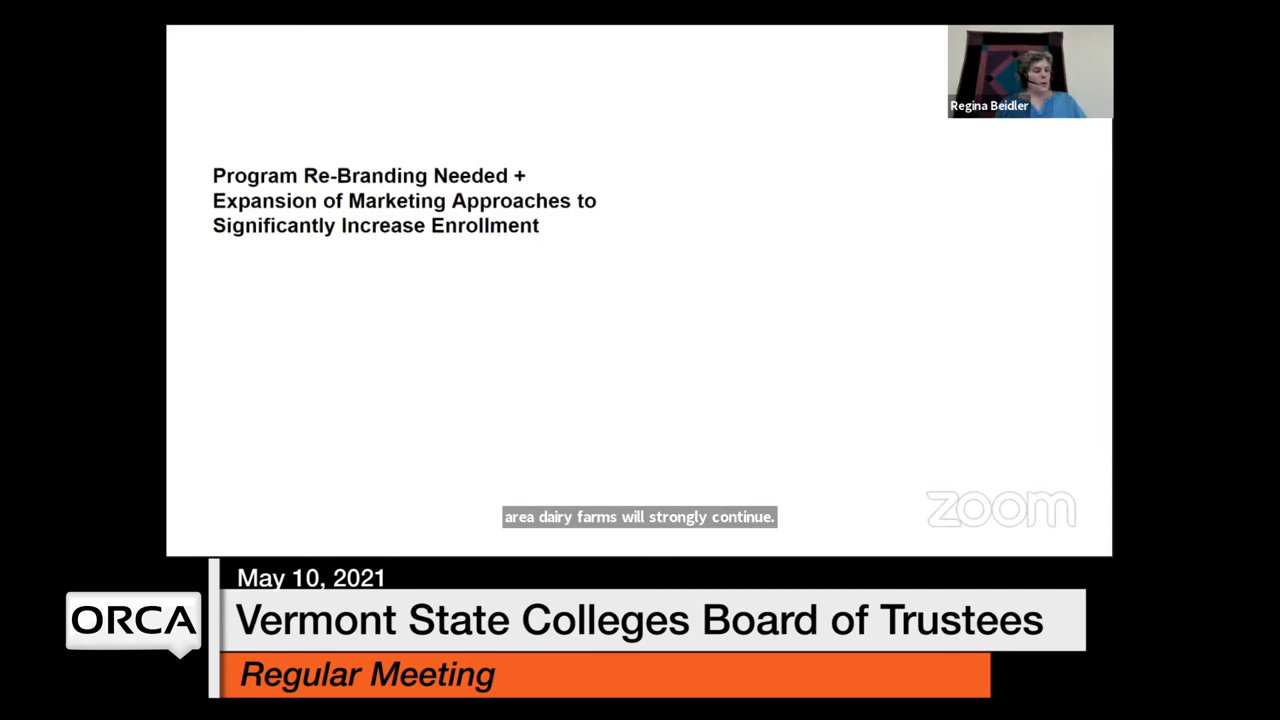 Regina Beidler
Program Re-Branding Needed +
Expansion of Marketing Approaches to
Significantly Increase Enrollment
area dairy farms will strongly continue.
zoom
May 10, 2021
ORCA
Vermont State Colleges Board of Trustees
Regular Meeting